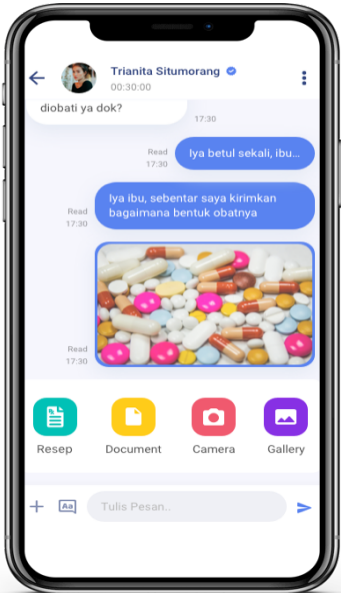 Trianita Situmorang
00:30:00
diobati ya dok?
17:30
Iya betul sekali, ibu...
Read
17:30
Iya ibu, sebentar saya kirimkan
bagaimana bentuk obatnya
Read
17:30
Read
17:30
Resep
Document
Camera
Gallery
Aa
Tulis Pesan..